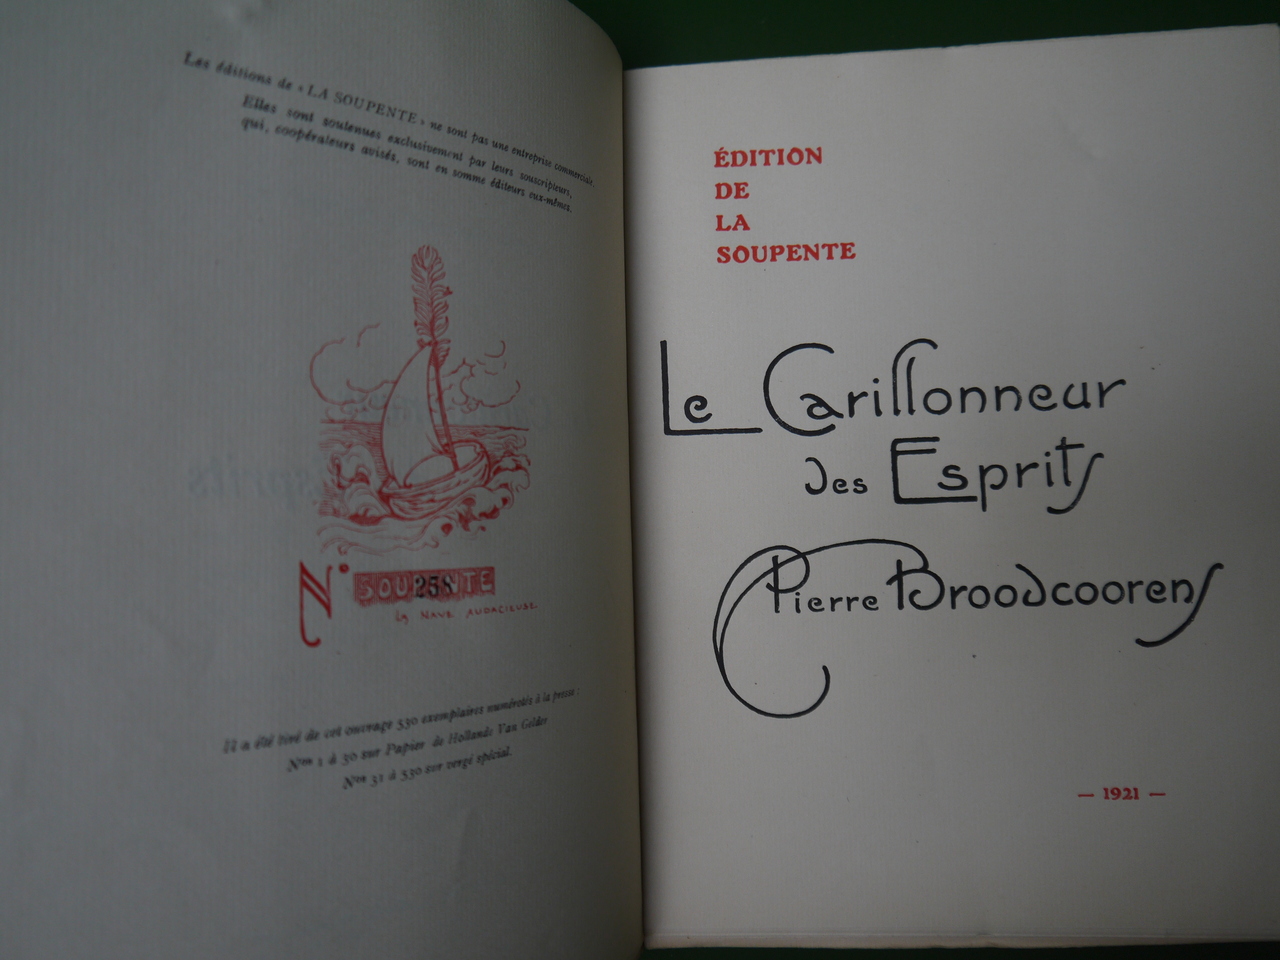 Les éditions de « LA SOUPENTE » ne sont pas une entreprise commerciale.
Elles sont soutenues exclusivement par leurs souscripteurs,
qui, coopérateurs avisés, sont en somme éditeurs eux-mêmes.
N° SOUPENTE 258
LA NAVE AUDACIEUSE.
Il a été tiré de cet ouvrage 530 exemplaires numérotés à la presse :
Nos 1 à 30 sur Papier de Hollande Van Gelder
Nos 31 à 530 sur vergé spécial.
ÉDITION
DE
LA
SOUPENTE
Le Carillonneur
des Esprits
Pierre Broodcoorens
— 1921 —